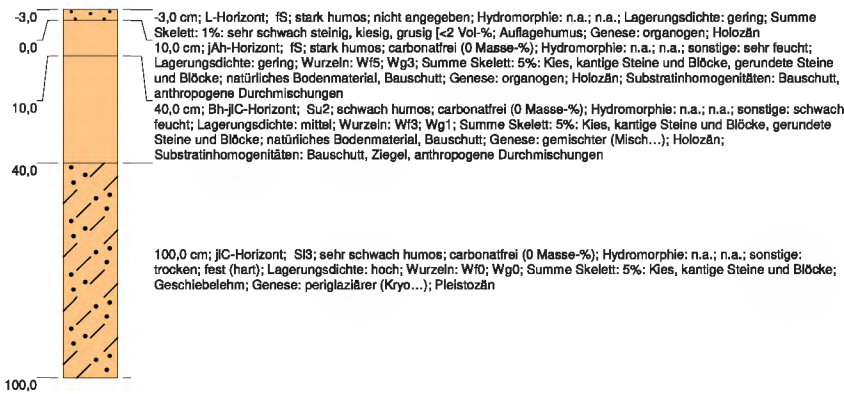 -3,0
0,0
10,0
40,0
100,0
-3,0 cm; L-Horizont; fS; stark humos; nicht angegeben; Hydromorphie: n.a.; n.a.; Lagerungsdichte: gering; Summe
Skelett: 1%: sehr schwach steinig, kiesig, grusig [<2 Vol-%; Auflagehumus; Genese: organogen; Holozän
10,0 cm; jAh-Horizont; fS; stark humos; carbonatfrei (0 Masse-%); Hydromorphie: n.a.; n.a.; sonstige: sehr feucht;
Lagerungsdichte: gering; Wurzeln: Wf5; Wg3; Summe Skelett: 5%: Kies, kantige Steine und Blöcke, gerundete Steine
und Blöcke; natürliches Bodenmaterial, Bauschutt; Genese: organogen; Holozän; Substratinhomogenitäten: Bauschutt,
anthropogene Durchmischungen
40,0 cm; Bh-jlC-Horizont; Su2; schwach humos; carbonatfrei (0 Masse-%); Hydromorphie: n.a.; n.a.; sonstige: schwach
feucht; Lagerungsdichte: mittel; Wurzeln: Wf3; Wg1; Summe Skelett: 5%: Kies, kantige Steine und Blöcke, gerundete
Steine und Blöcke; natürliches Bodenmaterial, Bauschutt; Genese: gemischter (Misch...); Holozän;
Substratinhomogenitäten: Bauschutt, Ziegel, anthropogene Durchmischungen
100,0 cm; jlC-Horizont; Sl3; sehr schwach humos; carbonatfrei (0 Masse-%); Hydromorphie: n.a.; n.a.; sonstige:
trocken; fest (hart); Lagerungsdichte: hoch; Wurzeln: Wf0; Wg0; Summe Skelett: 5%: Kies, kantige Steine und Blöcke;
Geschiebelehm; Genese: periglaziärer (Kryo...); Pleistozän